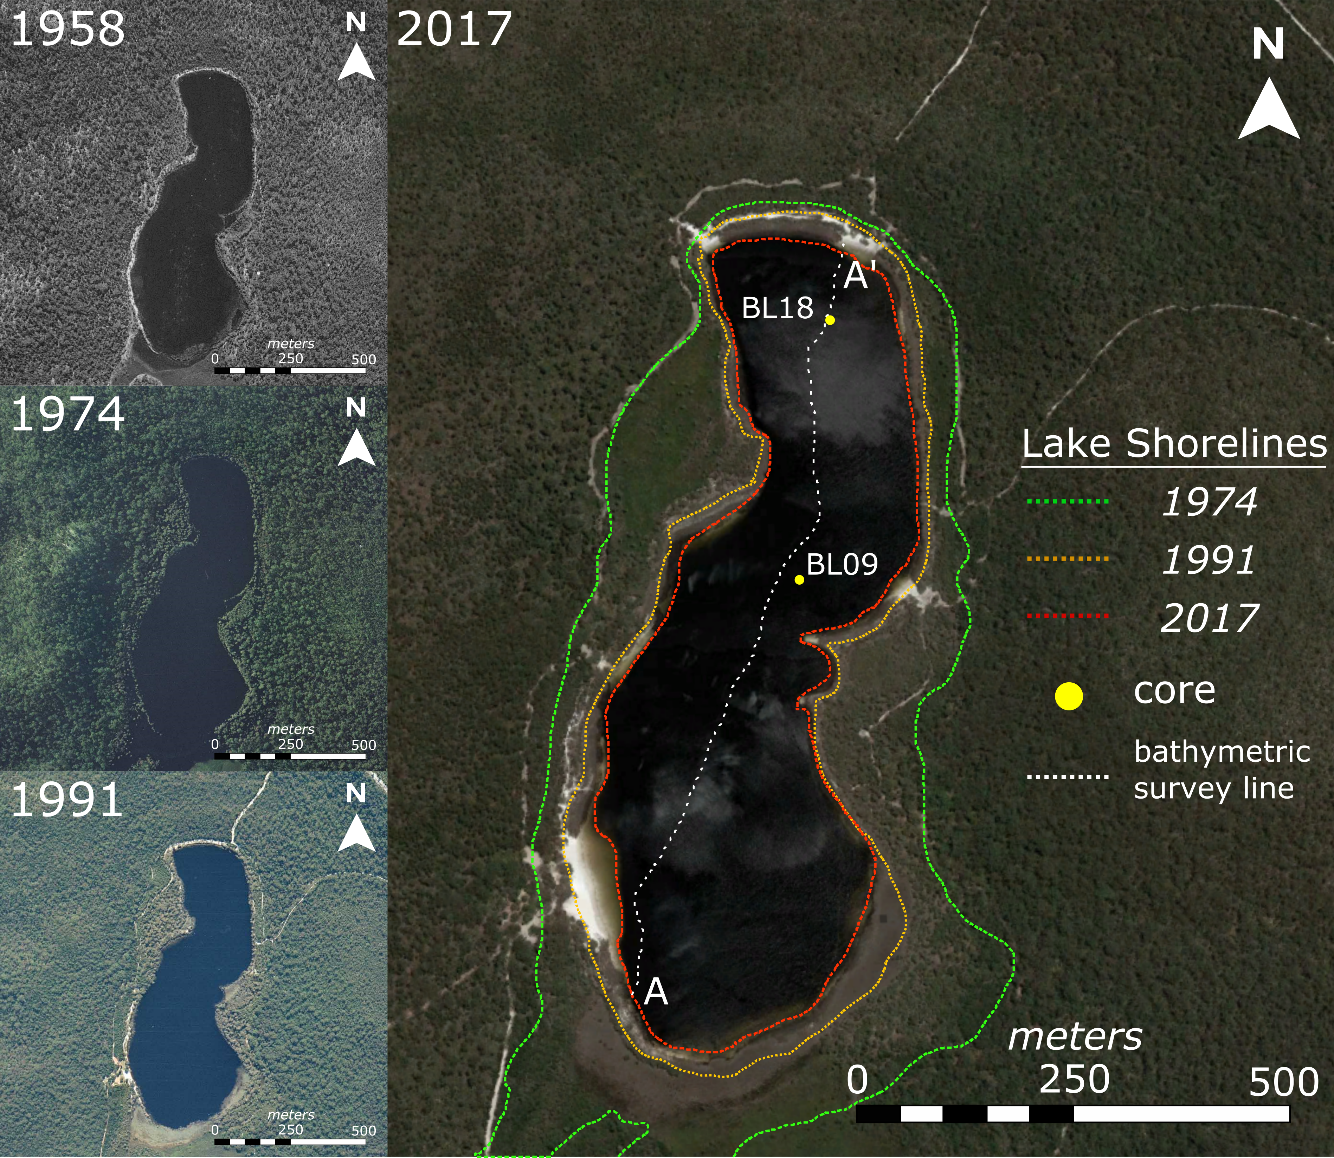 1958
N
meters
0 250 500
1974
N
meters
0 250 500
1991
N
meters
0 250 500
2017
N
A'
BL18
BL09
A
Lake Shorelines
1974
1991
2017
core
bathymetric
survey line
meters
0 250 500